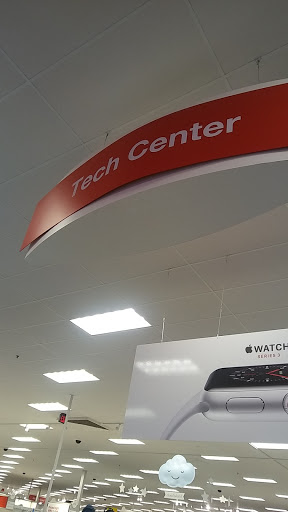 Tech Center
WATCH
SERIES 3